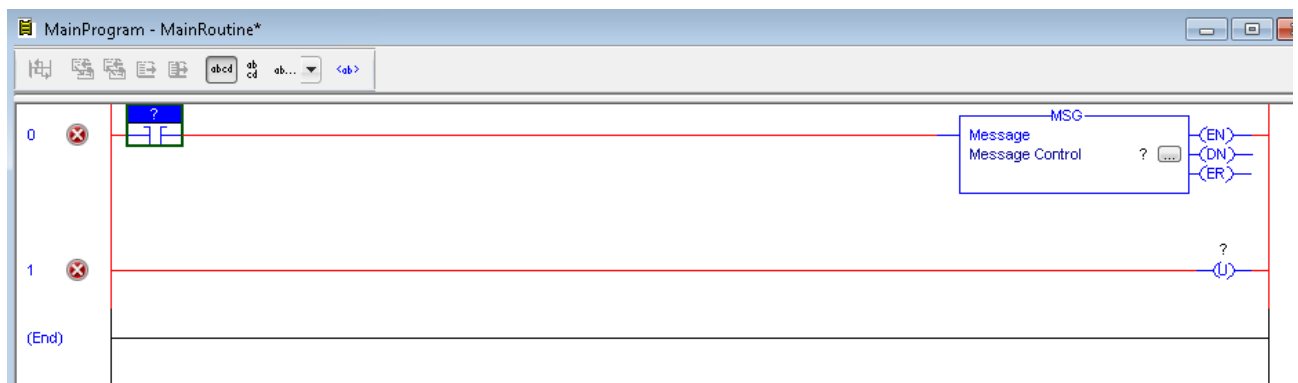 MainProgram - MainRoutine*
abcd ab cd ab... <ab>
0 ? MSG
Message (EN)
Message Control ? ... (DN)
(ER)
?
1 (U)
(End)